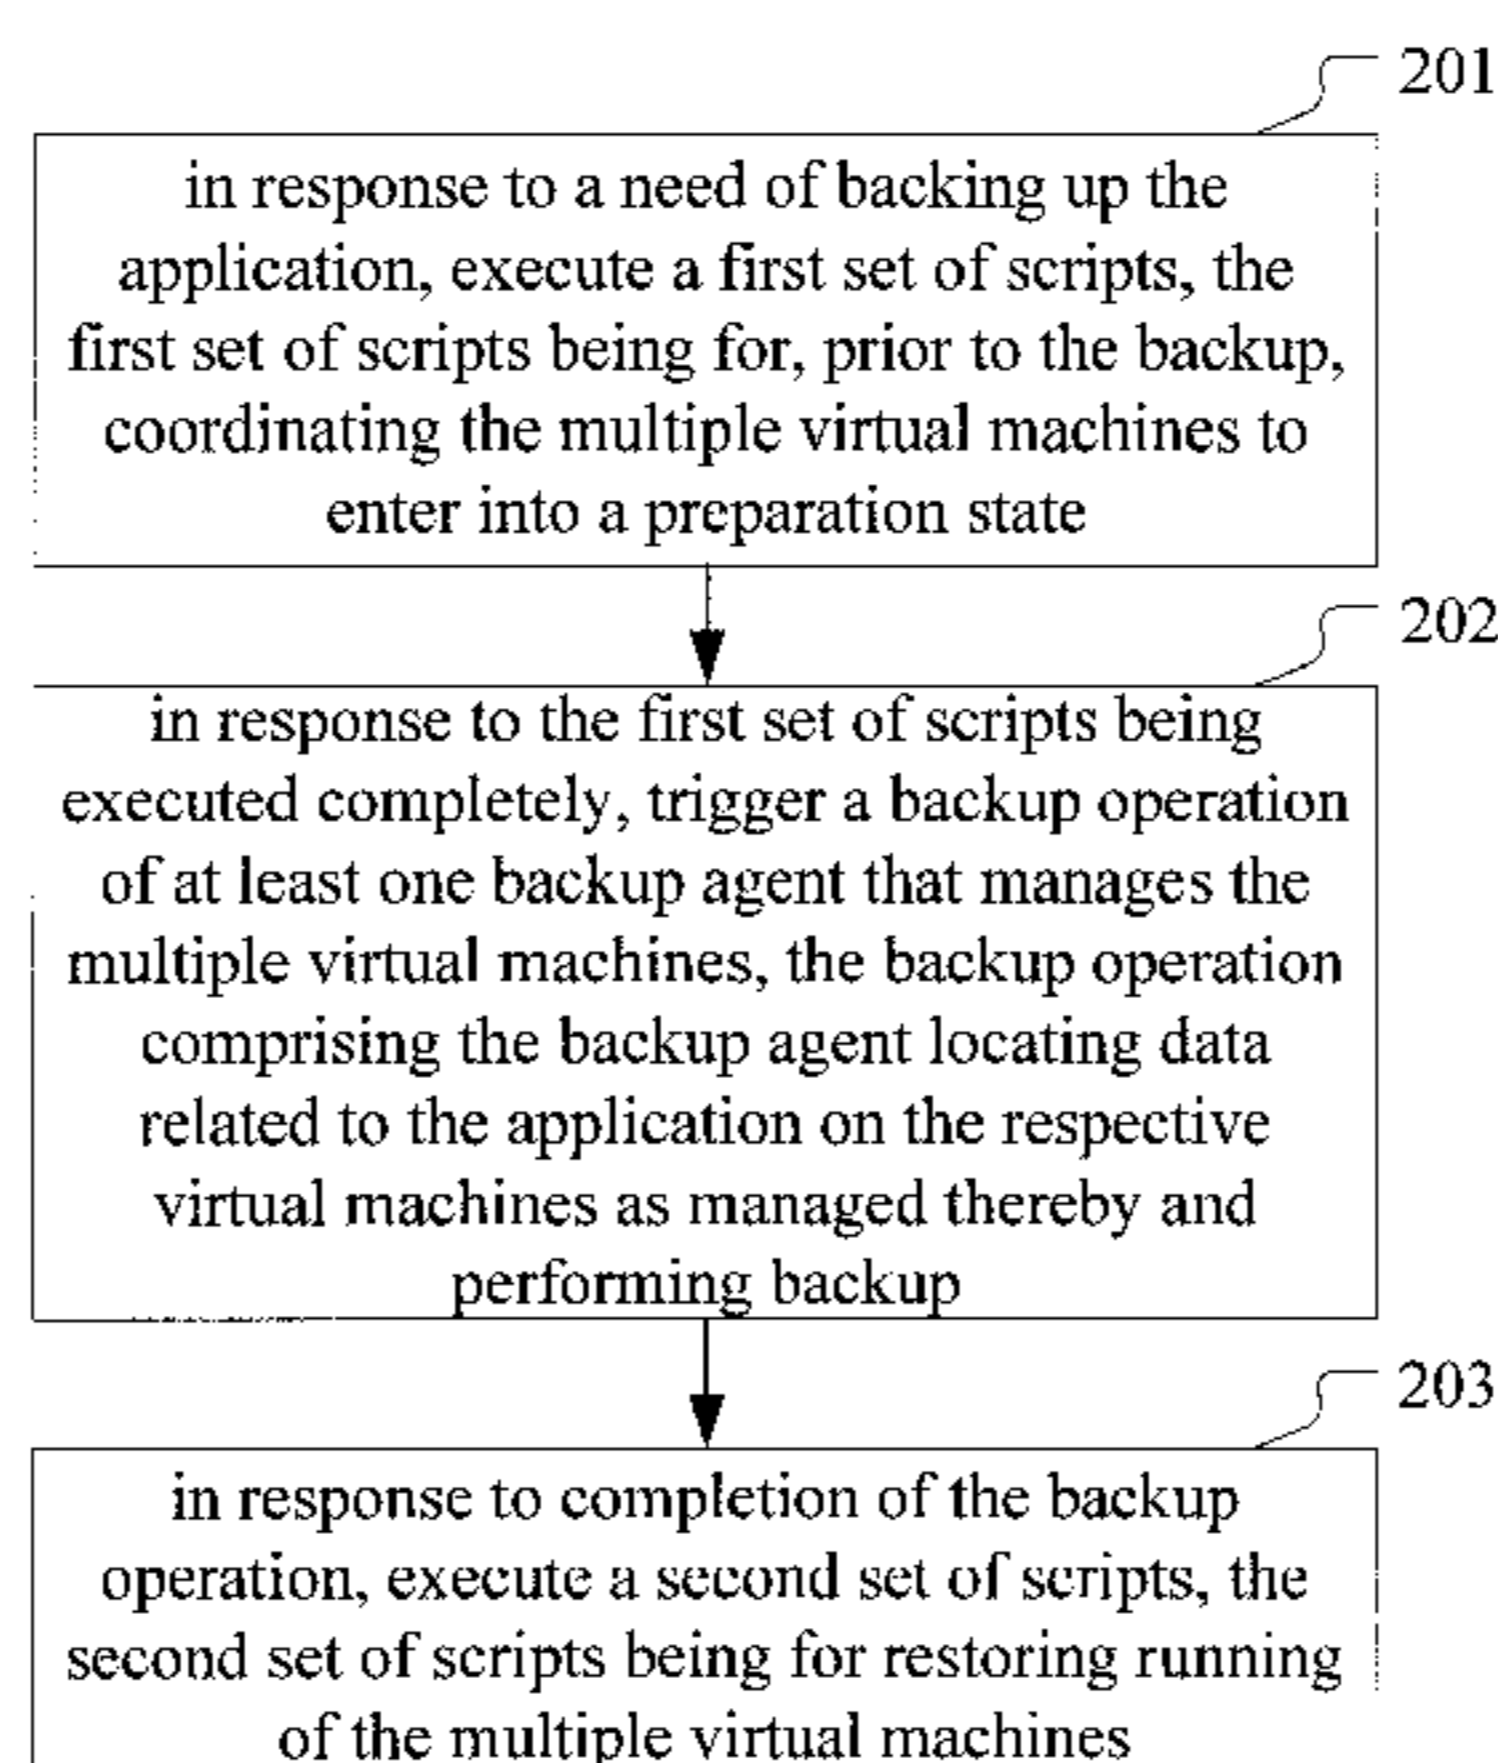 201
in response to a need of backing up the
application, execute a first set of scripts, the
first set of scripts being for, prior to the backup,
coordinating the multiple virtual machines to
enter into a preparation state
202
in response to the first set of scripts being
executed completely, trigger a backup operation
of at least one backup agent that manages the
multiple virtual machines, the backup operation
comprising the backup agent locating data
related to the application on the respective
virtual machines as managed thereby and
performing backup
203
in response to completion of the backup
operation, execute a second set of scripts, the
second set of scripts being for restoring running
of the multiple virtual machines